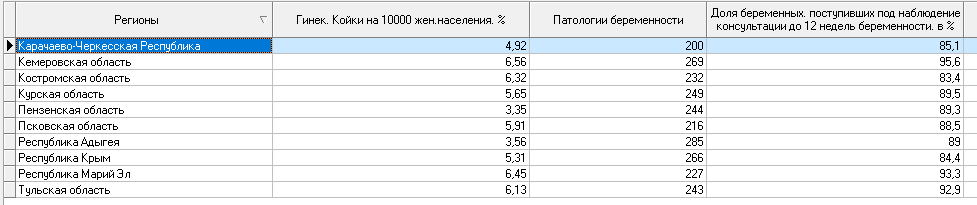 Регионы Гинек. Койки на 10000 жен.населения. % Патологии беременности Доля беременных. поступивших под наблюдение
консультации до 12 недель беременности. в %
Карачаево-Черкесская Республика 4,92 200 85,1
Кемеровская область 6,56 269 95,6
Костромская область 6,32 232 83,4
Курская область 5,65 249 89,5
Пензенская область 3,35 244 89,3
Псковская область 5,91 216 88,5
Республика Адыгея 3,56 285 89
Республика Крым 5,31 266 84,4
Республика Марий Эл 6,45 227 93,3
Тульская область 6,13 243 92,9